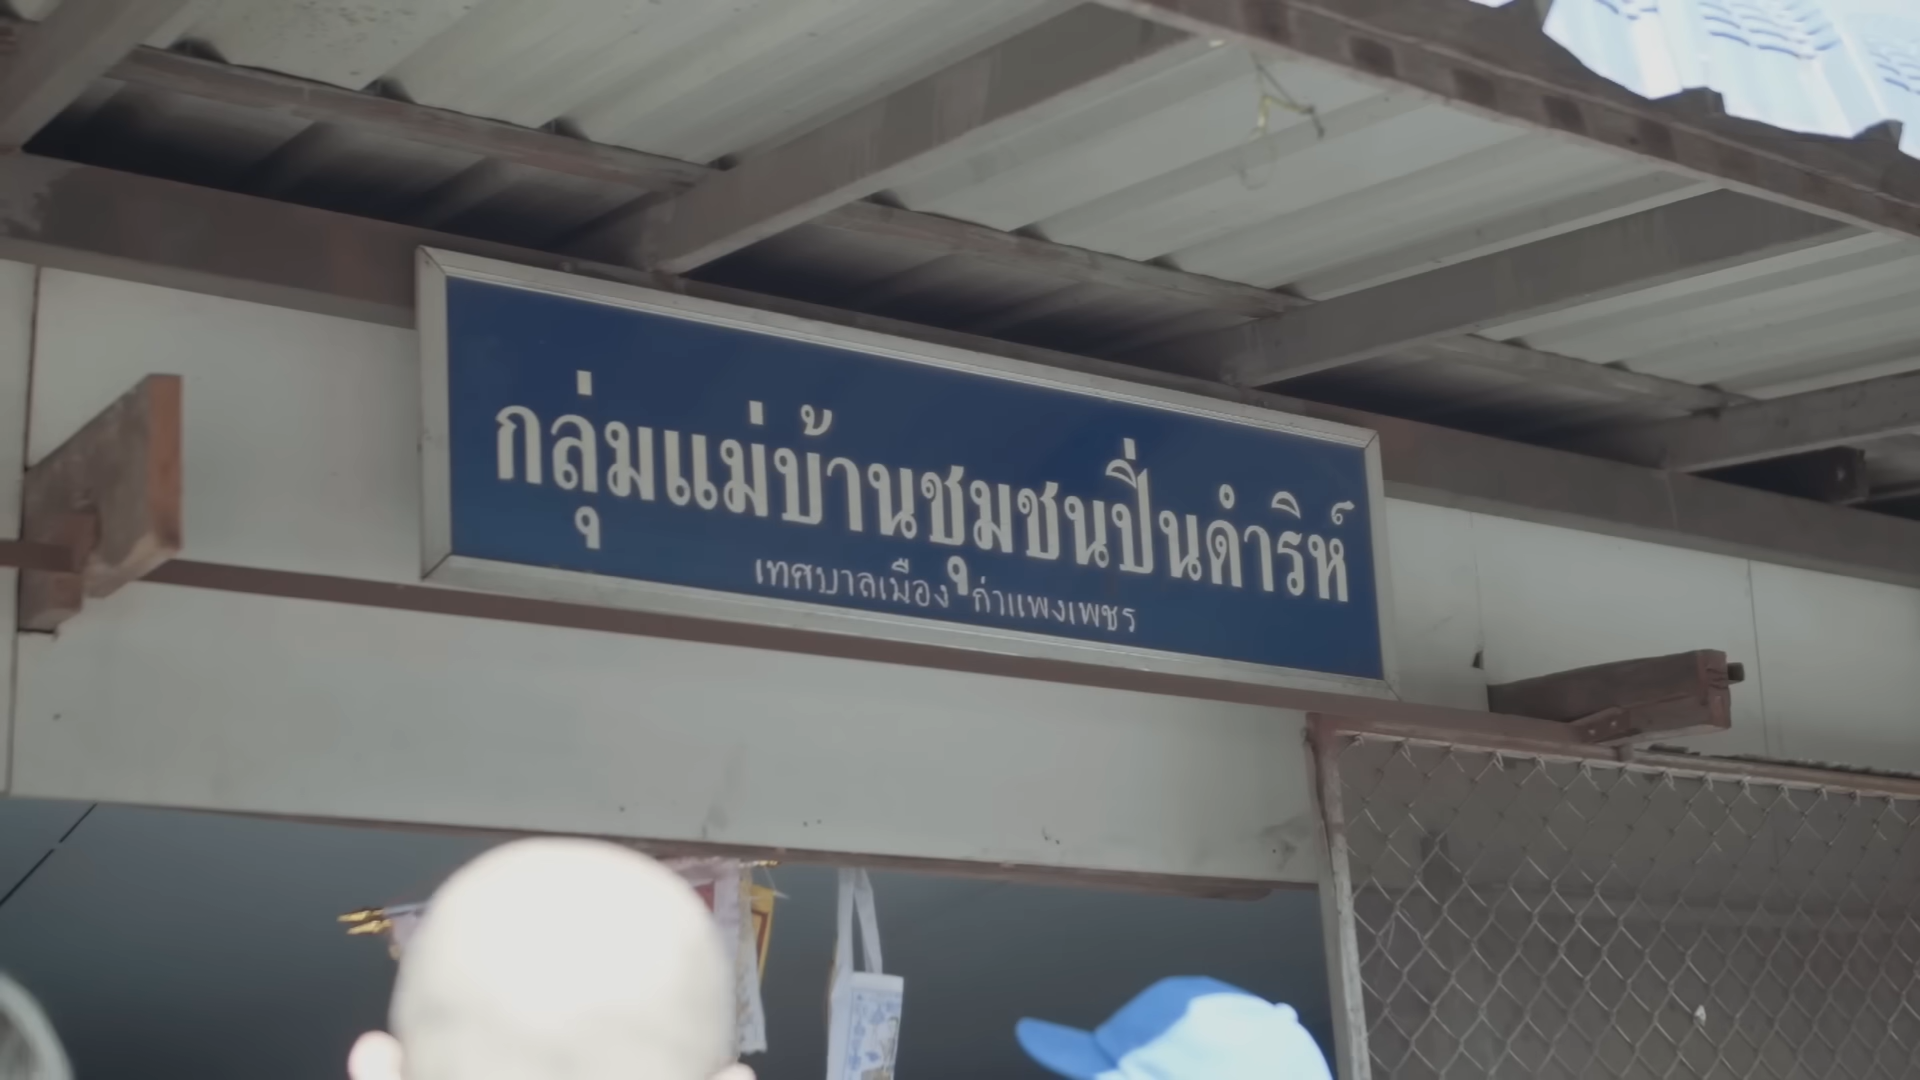 กลุ่มแม่บ้านชุมชนปิ่นดำริห์
เทศบาลเมือง กำแพงเพชร